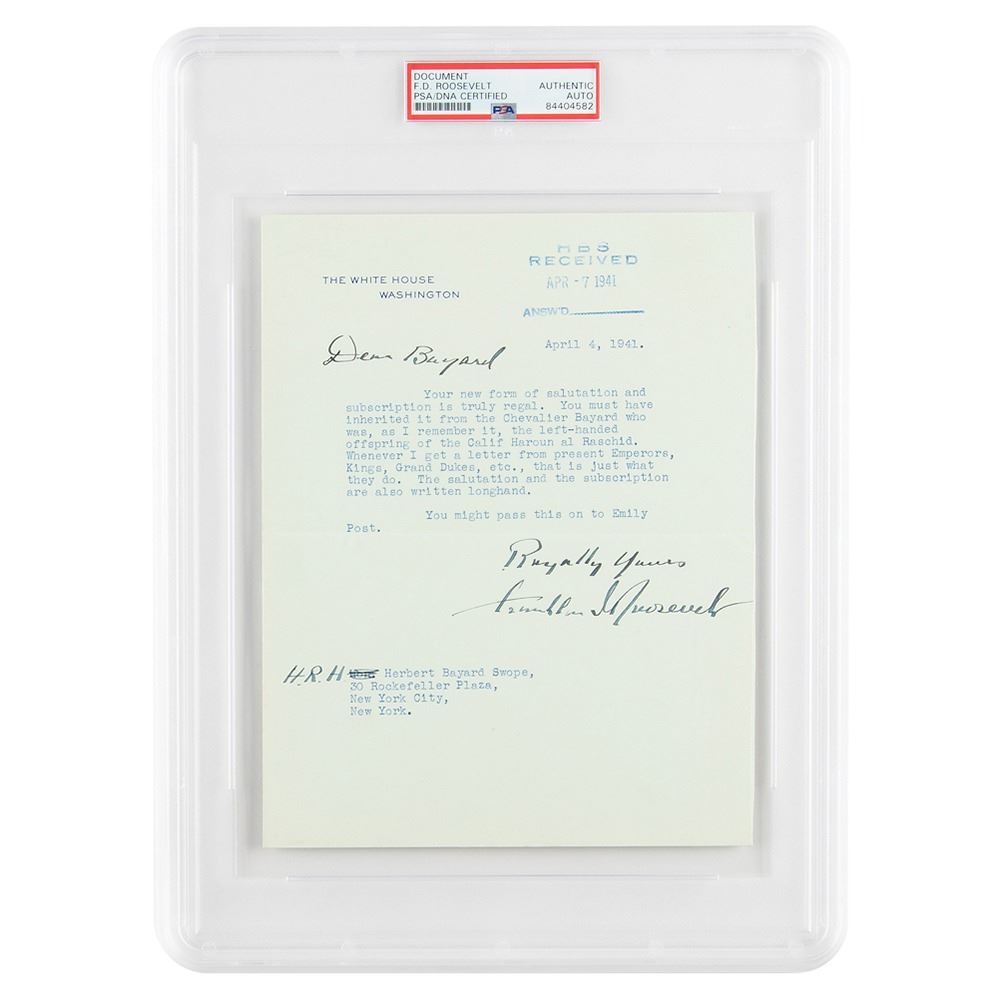 DOCUMENT
F.D. ROOSEVELT AUTHENTIC
PSA/DNA CERTIFIED AUTO
PSA 84404582
H B S
RECEIVED
APR - 7 1941
ANSW'D
THE WHITE HOUSE
WASHINGTON
April 4, 1941.
Dear Bayard
Your new form of salutation and
subscription is truly regal. You must have
inherited it from the Chevalier Bayard who
was, as I remember it, the left-handed
offspring of the Calif Haroun al Raschid.
Whenever I get a letter from present Emperors,
Kings, Grand Dukes, etc., that is just what
they do. The salutation and the subscription
are also written longhand.
You might pass this on to Emily
Post.
Royally Yours
Franklin D Roosevelt
H.R.H Herbert Bayard Swope,
30 Rockefeller Plaza,
New York City,
New York.